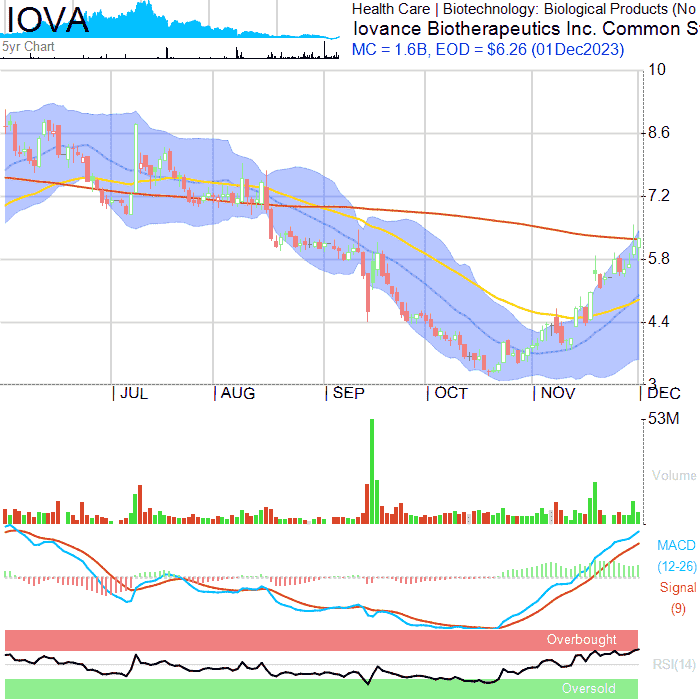 IOVA
5yr Chart
Health Care | Biotechnology: Biological Products (No
Iovance Biotherapeutics Inc. Common S
MC = 1.6B, EOD = $6.26 (01Dec2023)
10
8.6
7.2
5.8
4.4
3
JUL AUG SEP OCT NOV DEC
53M
Volume
MACD
(12-26)
Signal
(9)
Overbought
RSI(14)
Oversold